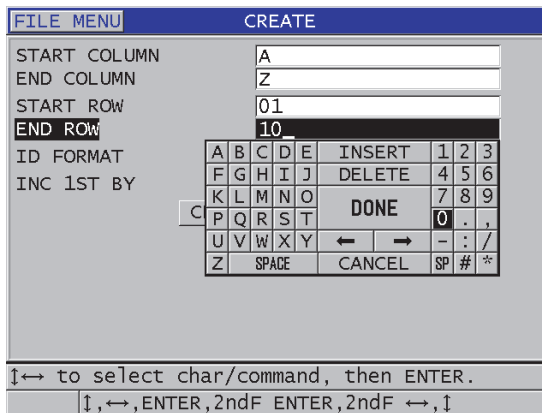 FILE MENU CREATE
START COLUMN A
END COLUMN Z
START ROW 01
END ROW 10_
ID FORMAT
INC 1ST BY
A B C D E INSERT 1 2 3
F G H I J DELETE 4 5 6
K L M N O DONE 7 8 9
P Q R S T 0 . ,
U V W X Y ← → - : /
Z SPACE CANCEL SP # *
↕↔ to select char/command, then ENTER.
↕,↔,ENTER,2ndF ENTER,2ndF ↔,↕